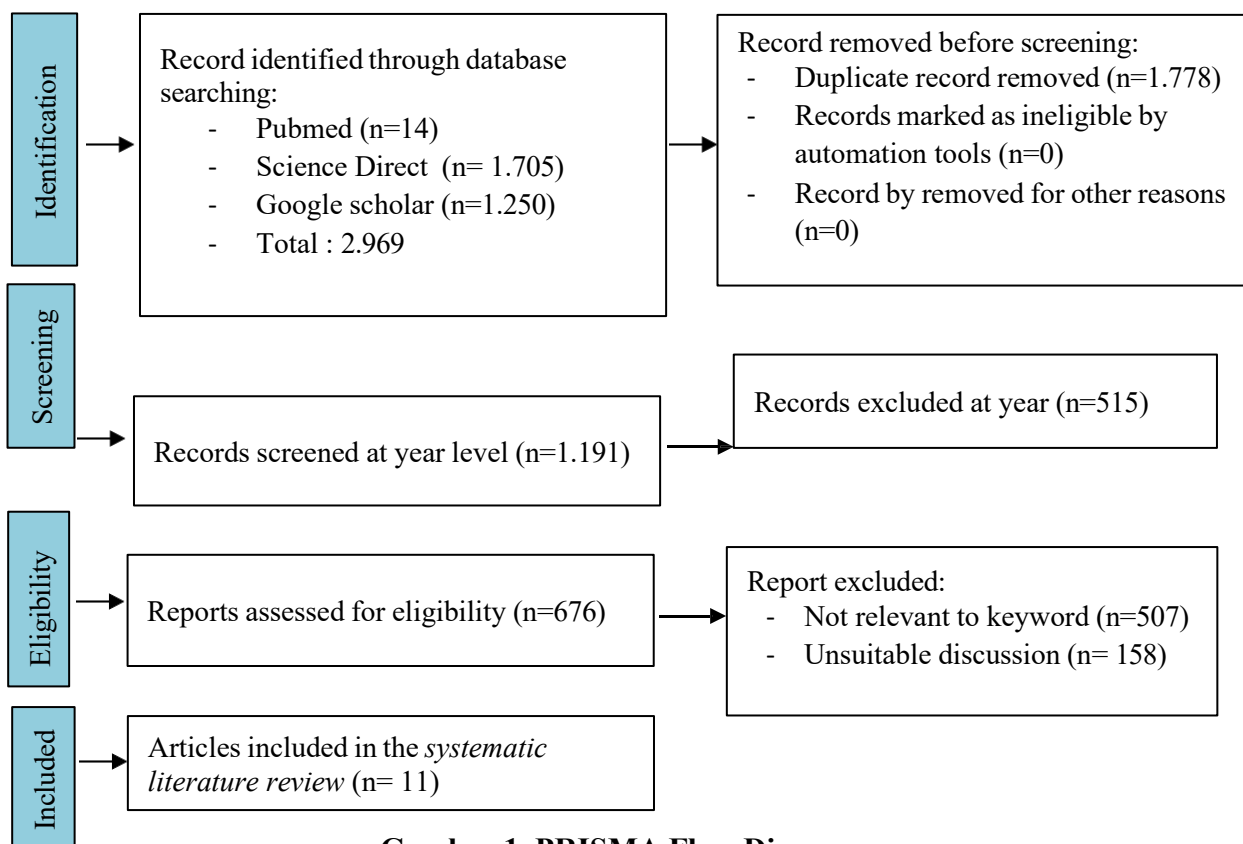 Identification
Record identified through database
searching:
- Pubmed (n=14)
- Science Direct (n= 1.705)
- Google scholar (n=1.250)
- Total : 2.969
Record removed before screening:
- Duplicate record removed (n=1.778)
- Records marked as ineligible by
automation tools (n=0)
- Record by removed for other reasons
(n=0)
Screening
Records screened at year level (n=1.191)
Records excluded at year (n=515)
Eligibility
Reports assessed for eligibility (n=676)
Report excluded:
- Not relevant to keyword (n=507)
- Unsuitable discussion (n= 158)
Included
Articles included in the systematic
literature review (n= 11)
1. PRISMA